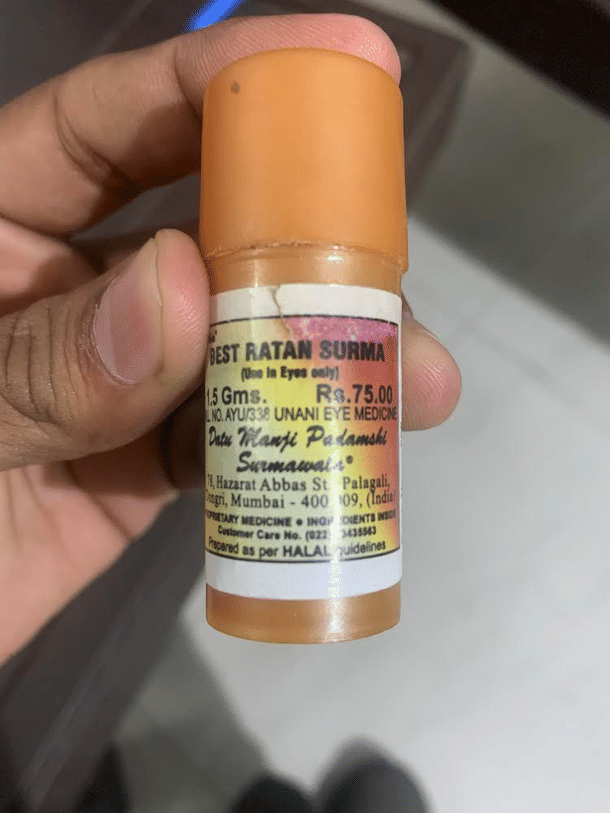 BEST RATAN SURMA
(Use in Eyes only)
1.5 Gms. Rs.75.00
L NO. AYU/338 UNANI EYE MEDICINE
Datu Manji Padamshi
Surmawala®
Hazarat Abbas St. Palagali,
Dongri, Mumbai - 400 009, (India)
PROPRIETARY MEDICINE ● INGREDIENTS INSIDE
Customer Care No. (022) 3435563
Prepared as per HALAL guidelines